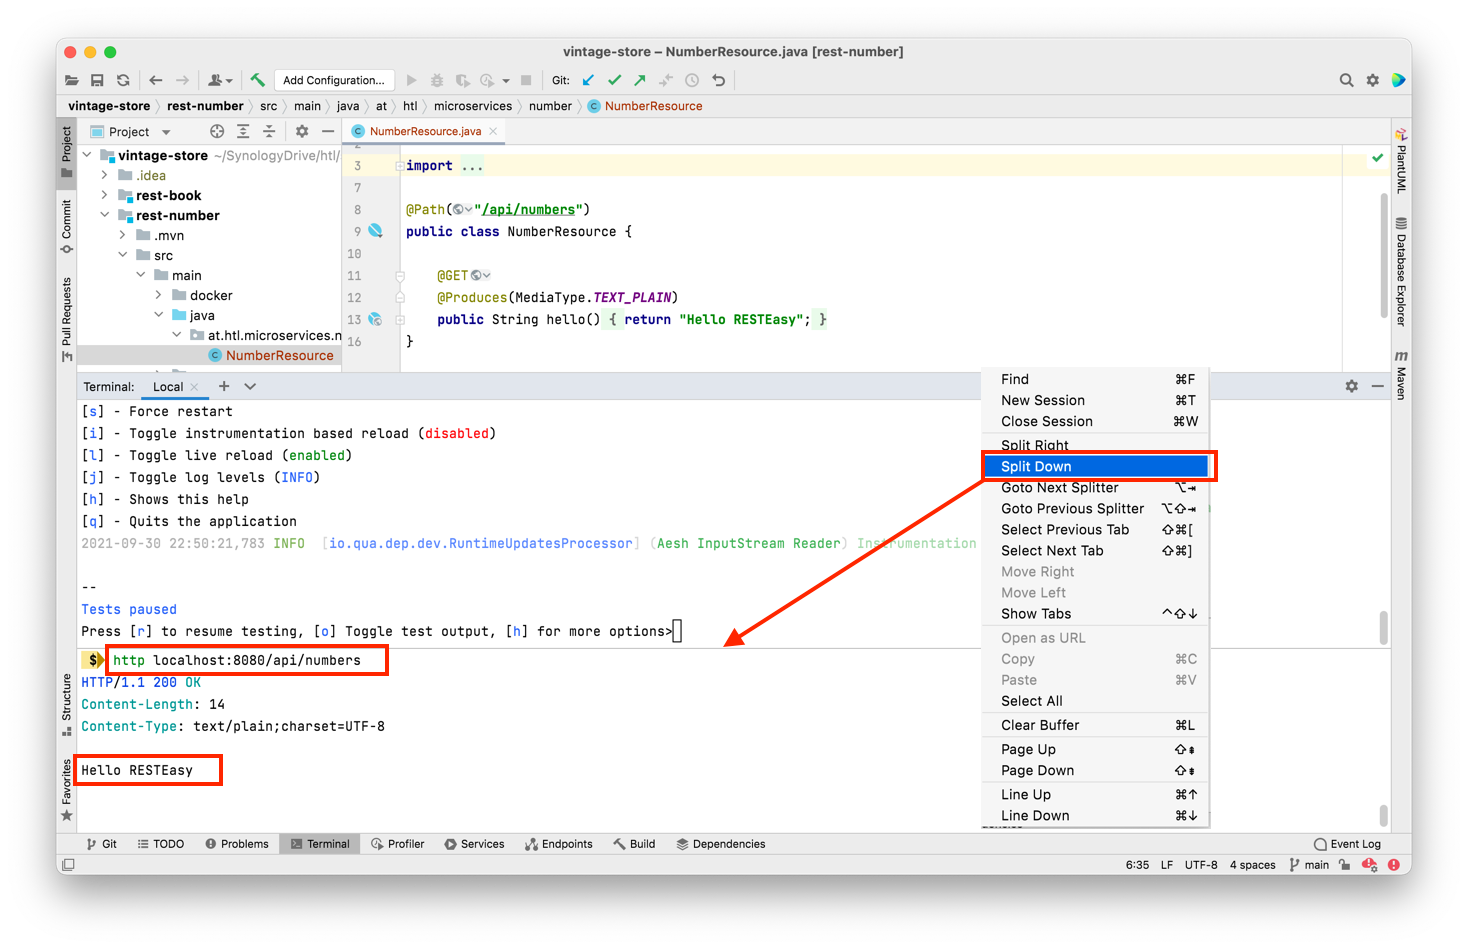 vintage-store – NumberResource.java [rest-number]
Add Configuration...
Git:
vintage-store
rest-number
src
main
java
at
htl
microservices
number
NumberResource
Project
NumberResource.java
Project
Commit
Pull Requests
Structure
Favorites
vintage-store ~/SynologyDrive/htl/
.idea
rest-book
rest-number
.mvn
src
main
docker
java
at.htl.microservices.n
NumberResource
3 import ...
7
8 @Path("/api/numbers")
9 public class NumberResource {
10
11 @GET
12 @Produces(MediaType.TEXT_PLAIN)
13 public String hello() { return "Hello RESTEasy"; }
16 }
PlantUML
Database Explorer
m Maven
Terminal: Local
[s] - Force restart
[i] - Toggle instrumentation based reload (disabled)
[l] - Toggle live reload (enabled)
[j] - Toggle log levels (INFO)
[h] - Shows this help
[q] - Quits the application
2021-09-30 22:50:21,783 INFO [io.qua.dep.dev.RuntimeUpdatesProcessor] (Aesh InputStream Reader) Instrumentation
--
Tests paused
Press [r] to resume testing, [o] Toggle test output, [h] for more options>
$ http localhost:8080/api/numbers
HTTP/1.1 200 OK
Content-Length: 14
Content-Type: text/plain;charset=UTF-8
Hello RESTEasy
Find ⌘F
New Session ⌘T
Close Session ⌘W
Split Right
Split Down
Goto Next Splitter ⌥⇥
Goto Previous Splitter ⌥⇧⇥
Select Previous Tab ⇧⌘[
Select Next Tab ⇧⌘]
Move Right
Move Left
Show Tabs ^⇧↓
Open as URL
Copy ⌘C
Paste ⌘V
Select All
Clear Buffer ⌘L
Page Up ⇧⇞
Page Down ⇧⇟
Line Up ⌘↑
Line Down ⌘↓
Git
TODO
Problems
Terminal
Profiler
Services
Endpoints
Build
Dependencies
Event Log
6:35
LF
UTF-8
4 spaces
main